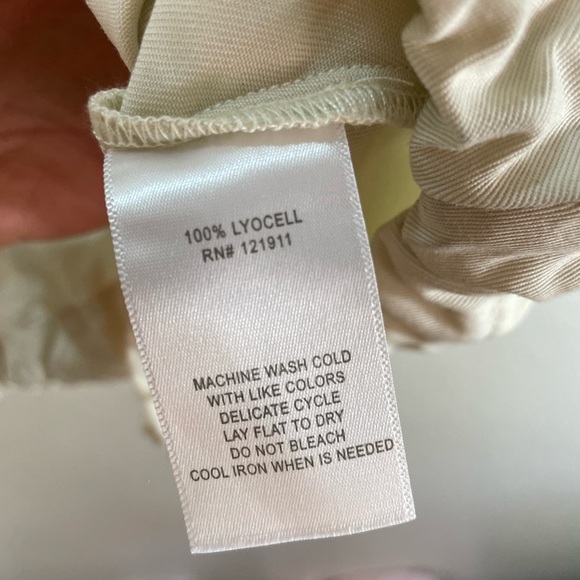 100% LYOCELL
RN# 121911
MACHINE WASH COLD
WITH LIKE COLORS
DELICATE CYCLE
LAY FLAT TO DRY
DO NOT BLEACH
COOL IRON WHEN IS NEEDED